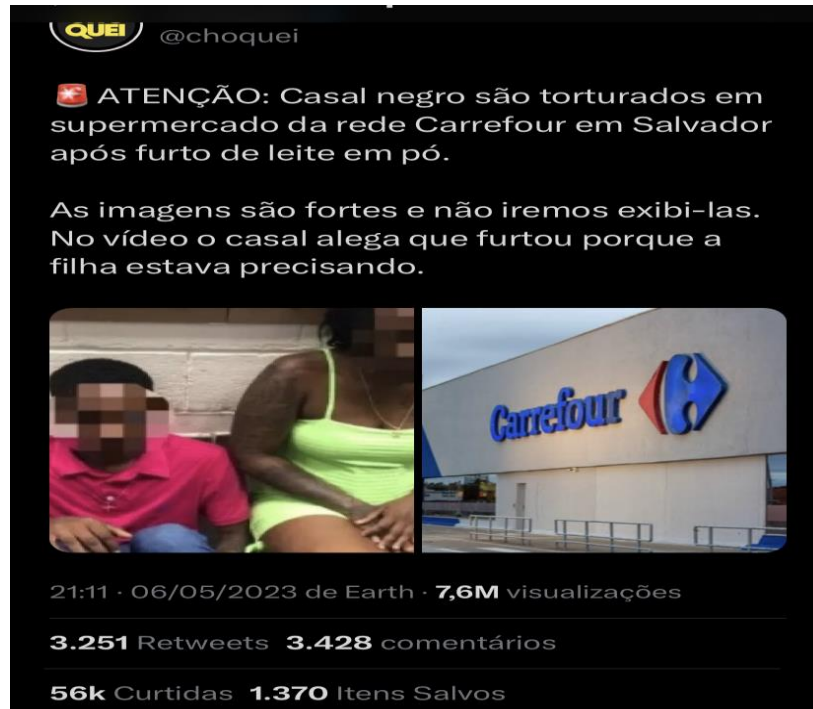 QUEI
@choquei
🚨 ATENÇÃO: Casal negro são torturados em
supermercado da rede Carrefour em Salvador
após furto de leite em pó.
As imagens são fortes e não iremos exibi-las.
No vídeo o casal alega que furtou porque a
filha estava precisando.
Carrefour
21:11 · 06/05/2023 de Earth · 7,6M visualizações
3.251 Retweets 3.428 comentários
56k Curtidas 1.370 Itens Salvos